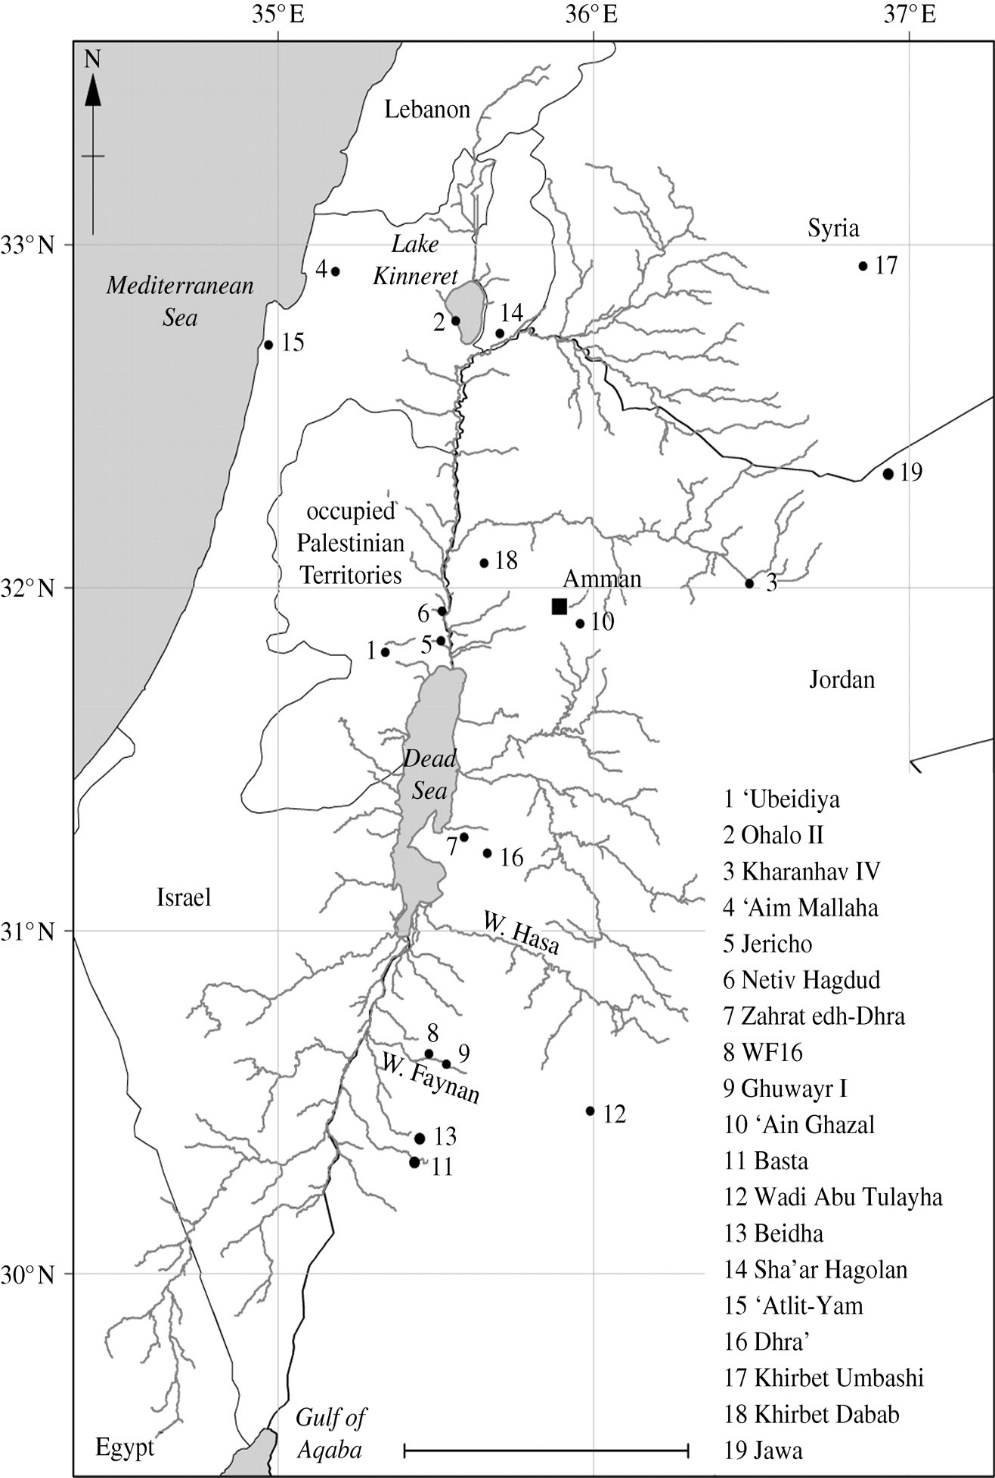 35°E 36°E 37°E
N
Lebanon
33°N
Syria
Lake
Kinneret
4
17
Mediterranean
Sea
2
14
15
19
occupied
Palestinian
Territories
18
32°N
Amman
3
6
10
5
1
Jordan
Dead
Sea
7
16
Israel
31°N
W. Hasa
8
9
W. Faynan
12
13
11
30°N
Gulf of
Aqaba
Egypt
1 ‘Ubeidiya
2 Ohalo II
3 Kharanhav IV
4 ‘Aim Mallaha
5 Jericho
6 Netiv Hagdud
7 Zahrat edh-Dhra
8 WF16
9 Ghuwayr I
10 ‘Ain Ghazal
11 Basta
12 Wadi Abu Tulayha
13 Beidha
14 Sha’ar Hagolan
15 ‘Atlit-Yam
16 Dhra’
17 Khirbet Umbashi
18 Khirbet Dabab
19 Jawa